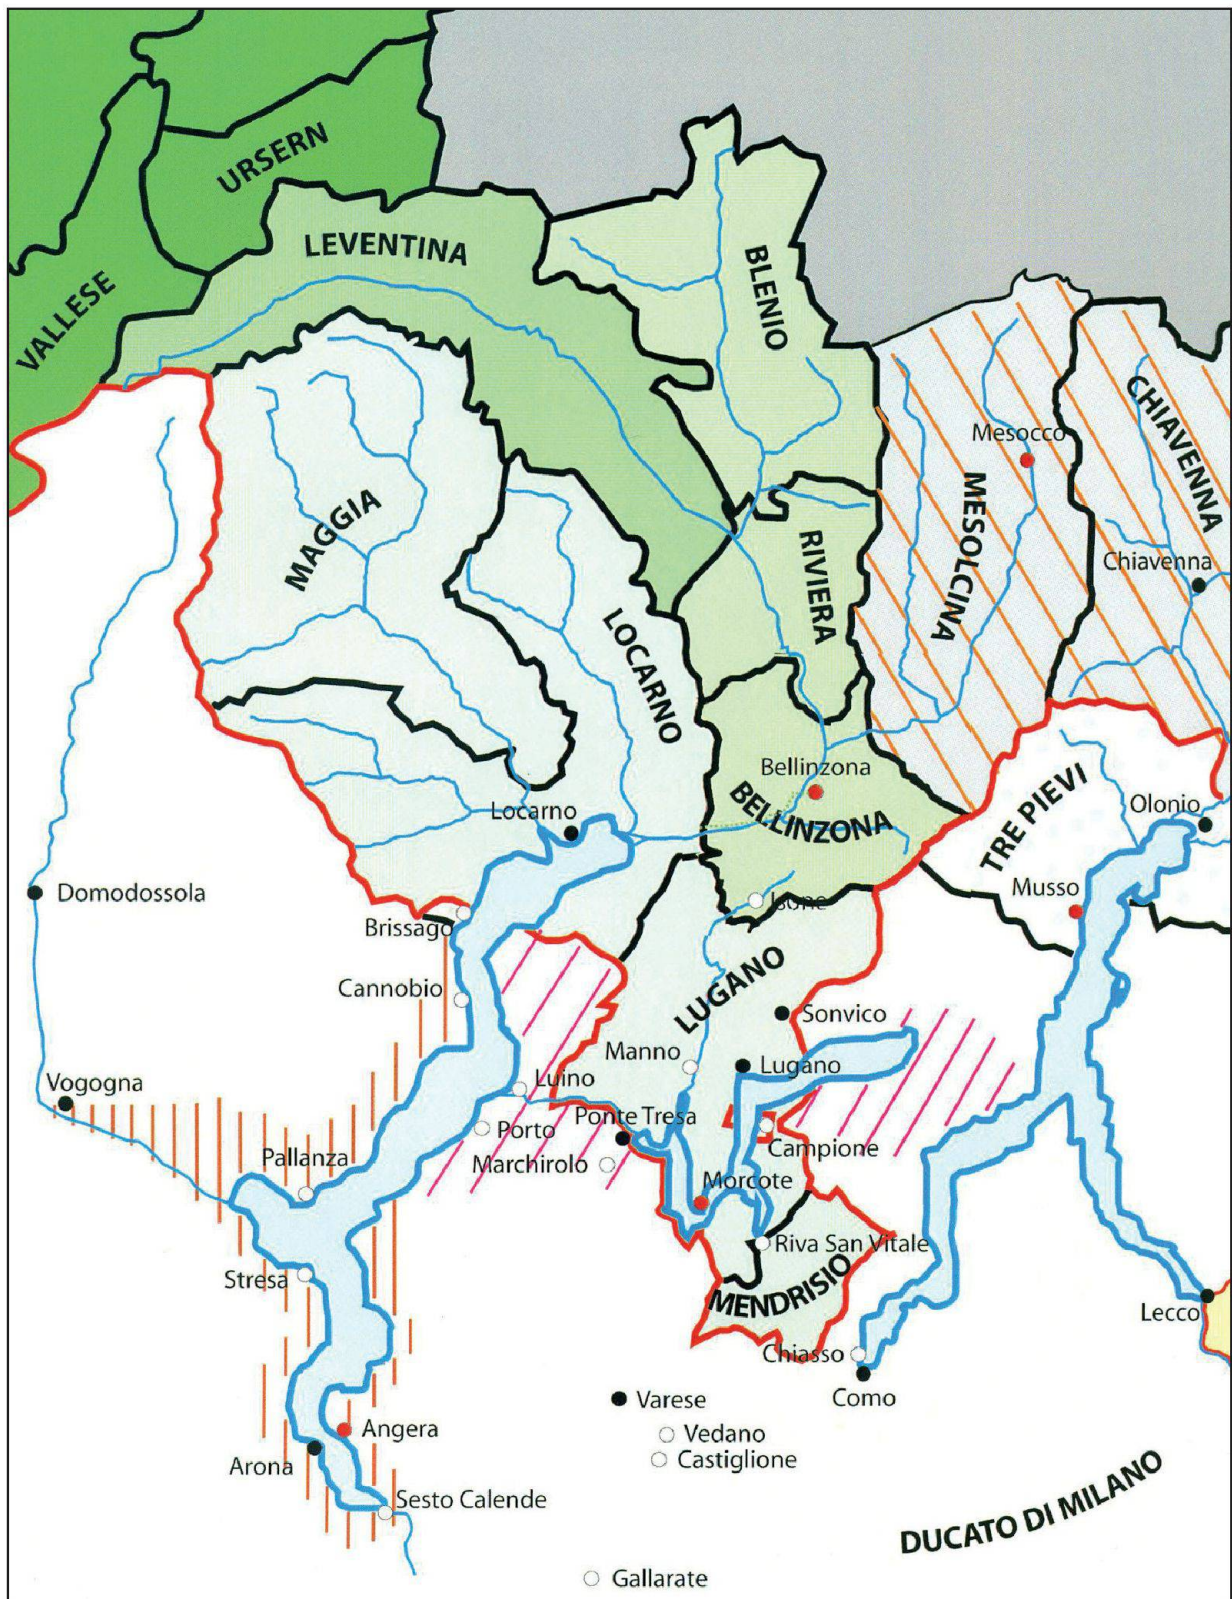 URSERN
LEVENTINA
BLENIO
VALLESE
CHIAVENNA
Mesocco
MAGGIA
MESOLCINA
RIVIERA
Chiavenna
LOCARNO
Bellinzona
BELLINZONA
Locarno
TRE PIEVI
Olonio
Domodossola
Musso
Isone
Brissago
Cannobio
LUGANO
Sonvico
Manno
Lugano
Vogogna
Luino
Ponte Tresa
Porto
Campione
Pallanza
Marchirolo
Morcote
Riva San Vitale
Stresa
MENDRISIO
Lecco
Chiasso
Como
Varese
Angera
Vedano
Castiglione
Arona
Sesto Calende
DUCATO DI MILANO
Gallarate